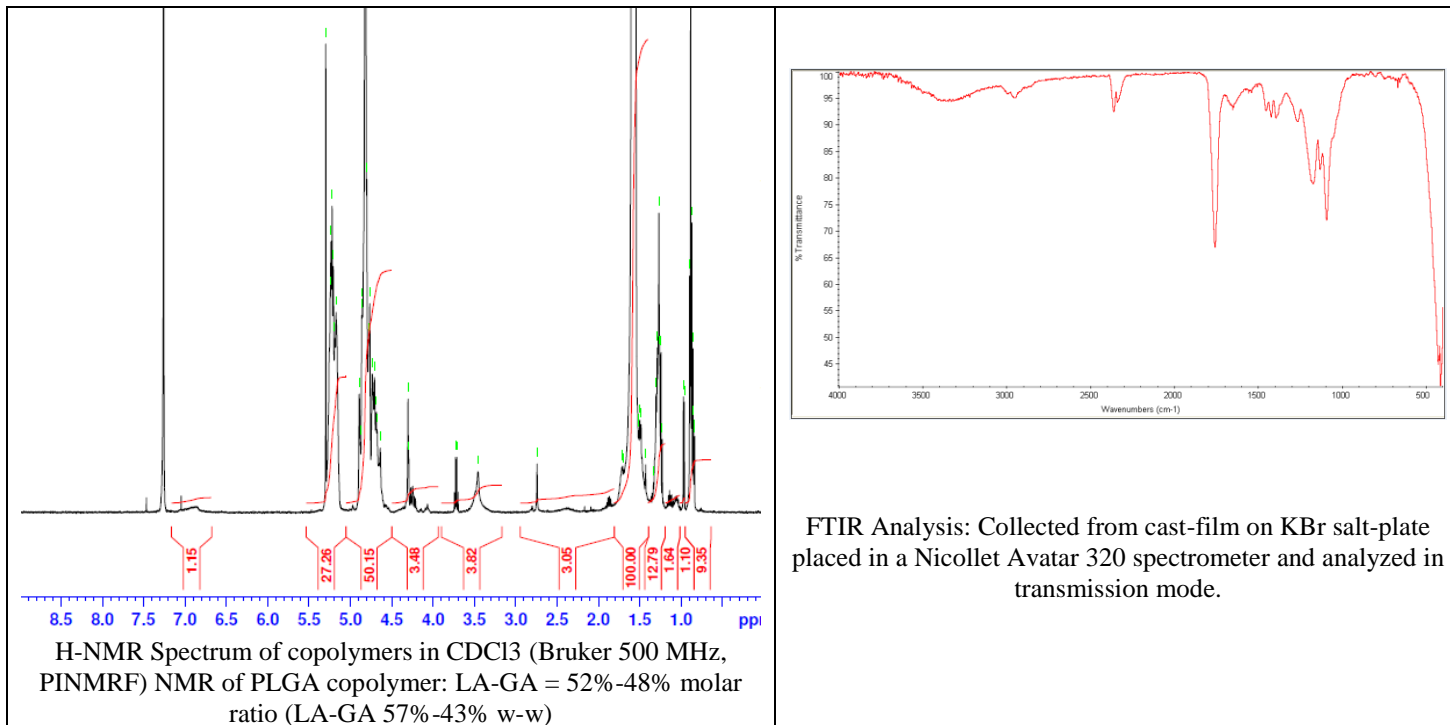 1.15
27.26
50.15
3.48
3.82
3.05
100.00
12.79
1.64
1.10
9.35
8.5 8.0 7.5 7.0 6.5 6.0 5.5 5.0 4.5 4.0 3.5 3.0 2.5 2.0 1.5 1.0 ppm
H-NMR Spectrum of copolymers in CDCl3 (Bruker 500 MHz,
PINMRF) NMR of PLGA copolymer: LA-GA = 52%-48% molar
ratio (LA-GA 57%-43% w-w)
100
95
90
85
80
75
70
65
60
55
50
45
%Transmittance
4000 3500 3000 2500 2000 1500 1000 500
Wavenumbers (cm-1)
FTIR Analysis: Collected from cast-film on KBr salt-plate
placed in a Nicollet Avatar 320 spectrometer and analyzed in
transmission mode.